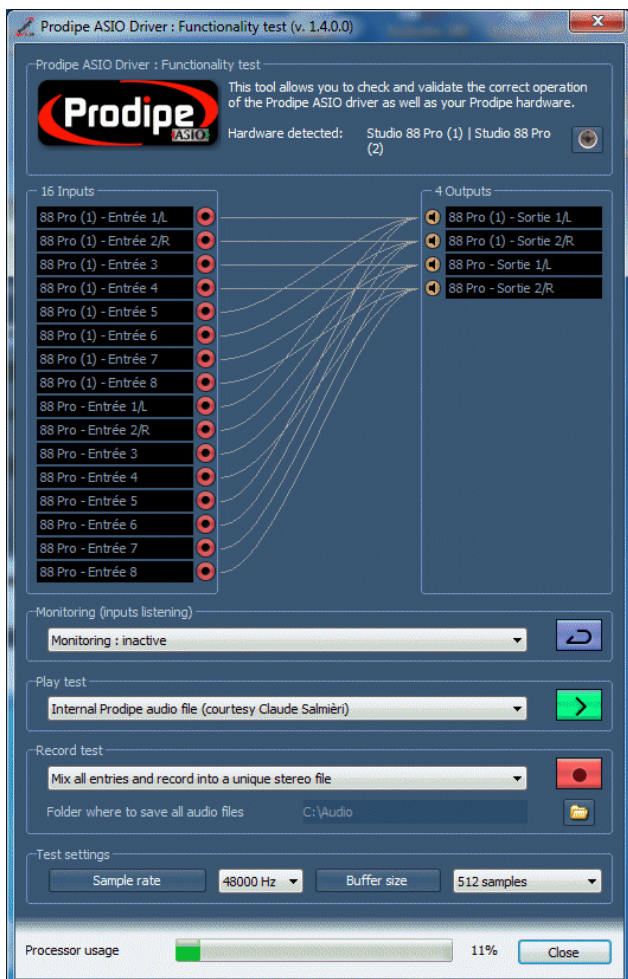 Prodipe ASIO Driver : Functionality test (v. 1.4.0.0)
Prodipe ASIO Driver : Functionality test
Prodipe
ASIO
This tool allows you to check and validate the correct operation
of the Prodipe ASIO driver as well as your Prodipe hardware.
Hardware detected: Studio 88 Pro (1) | Studio 88 Pro
(2)
16 Inputs
88 Pro (1) - Entrée 1/L
88 Pro (1) - Entrée 2/R
88 Pro (1) - Entrée 3
88 Pro (1) - Entrée 4
88 Pro (1) - Entrée 5
88 Pro (1) - Entrée 6
88 Pro (1) - Entrée 7
88 Pro (1) - Entrée 8
88 Pro - Entrée 1/L
88 Pro - Entrée 2/R
88 Pro - Entrée 3
88 Pro - Entrée 4
88 Pro - Entrée 5
88 Pro - Entrée 6
88 Pro - Entrée 7
88 Pro - Entrée 8
4 Outputs
88 Pro (1) - Sortie 1/L
88 Pro (1) - Sortie 2/R
88 Pro - Sortie 1/L
88 Pro - Sortie 2/R
Monitoring (inputs listening)
Monitoring : inactive
Play test
Internal Prodipe audio file (courtesy Claude Salmièri)
Record test
Mix all entries and record into a unique stereo file
Folder where to save all audio files C:\Audio
Test settings
Sample rate 48000 Hz Buffer size 512 samples
Processor usage 11% Close